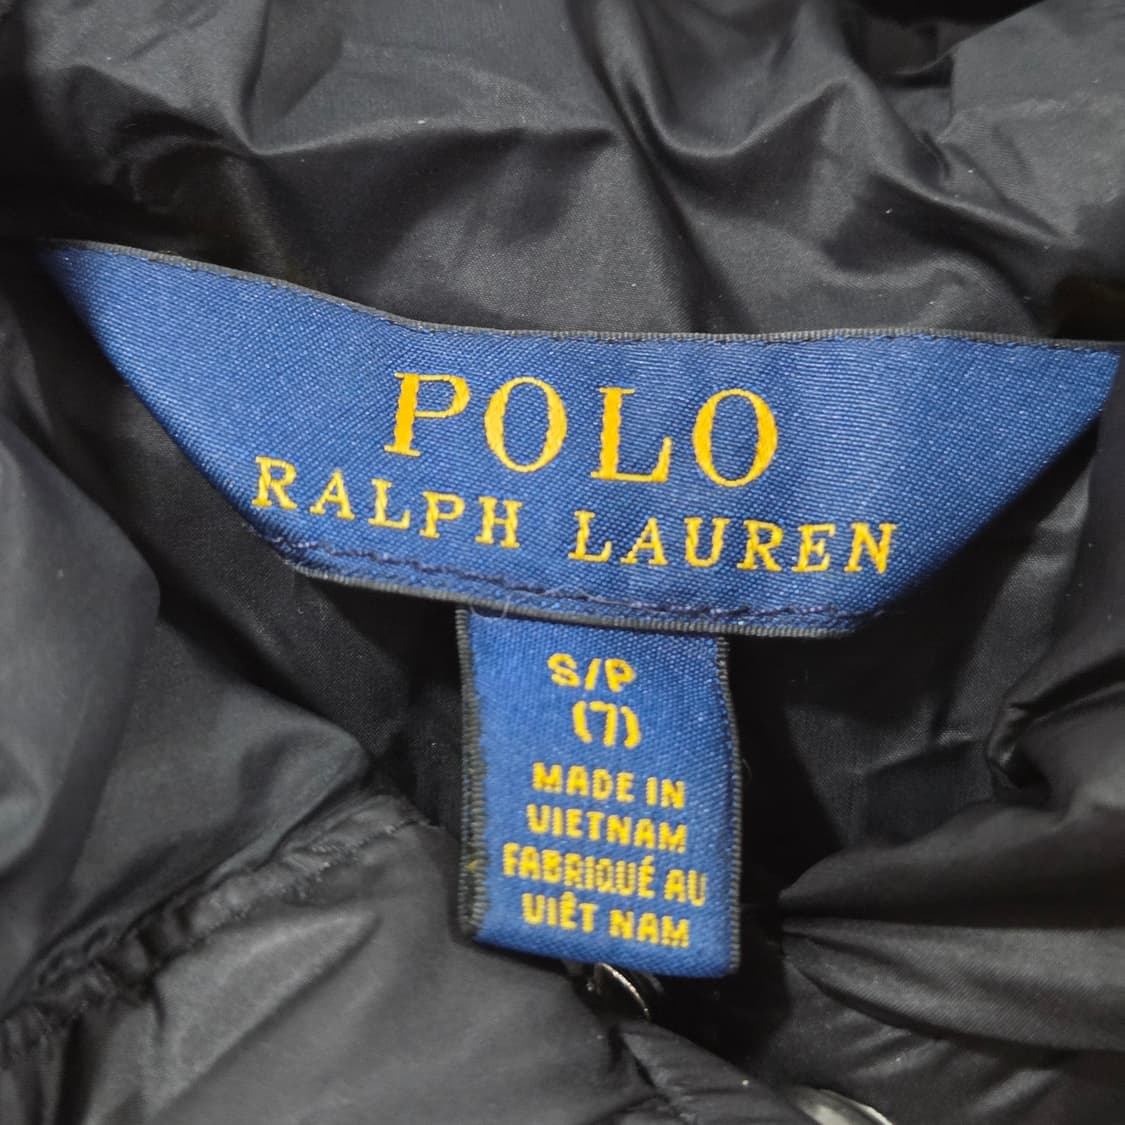 POLO
RALPH LAUREN
S/P
(7)
MADE IN
VIETNAM
FABRIQUÉ AU
VIÊT NAM